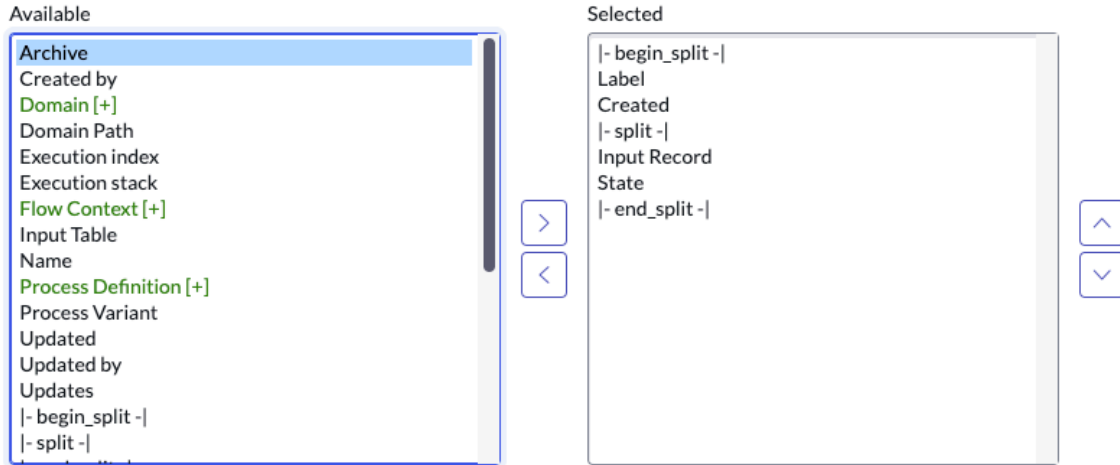 Available
Archive
Created by
Domain [+]
Domain Path
Execution index
Execution stack
Flow Context [+]
Input Table
Name
Process Definition [+]
Process Variant
Updated
Updated by
Updates
|- begin_split -|
|- split -|
Selected
|- begin_split -|
Label
Created
|- split -|
Input Record
State
|- end_split -|